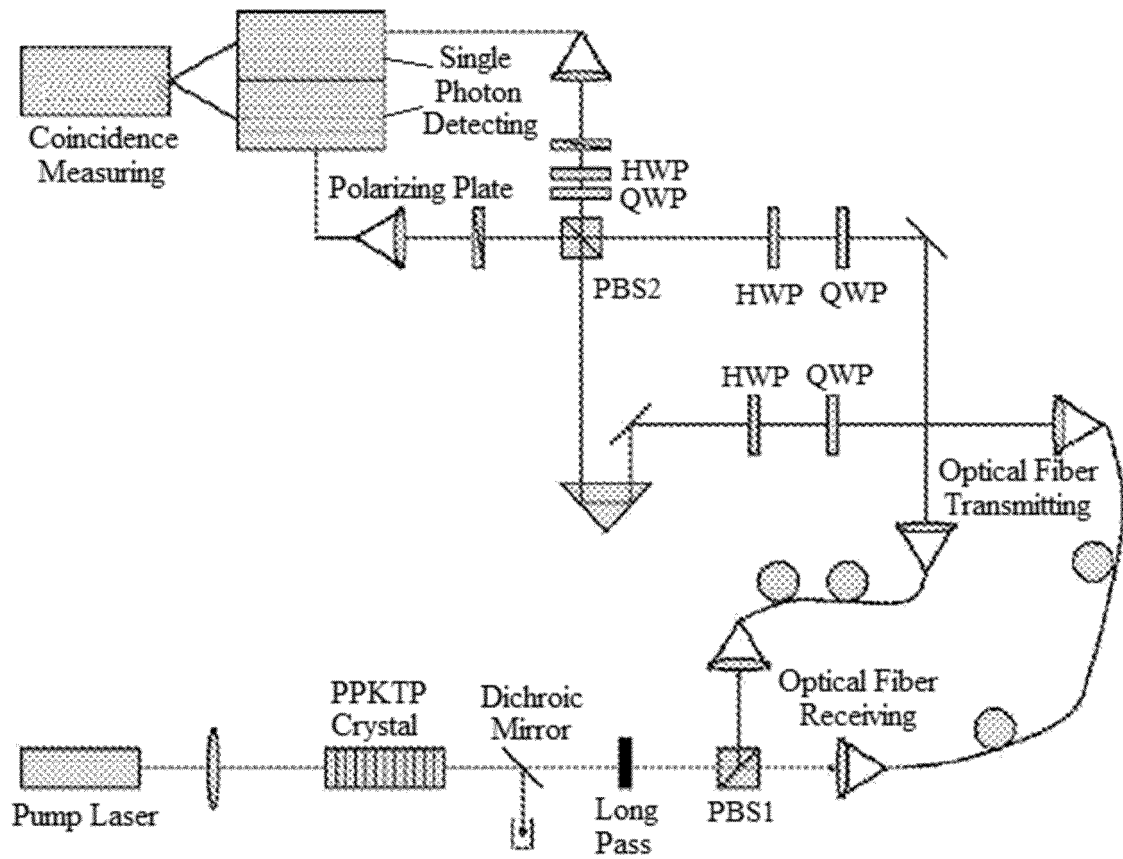 Single
Photon
Detecting
Coincidence
Measuring
HWP
QWP
Polarizing Plate
PBS2
HWP
QWP
HWP
QWP
Optical Fiber
Transmitting
Optical Fiber
Receiving
PPKTP
Crystal
Dichroic
Mirror
Pump Laser
Long
Pass
PBS1